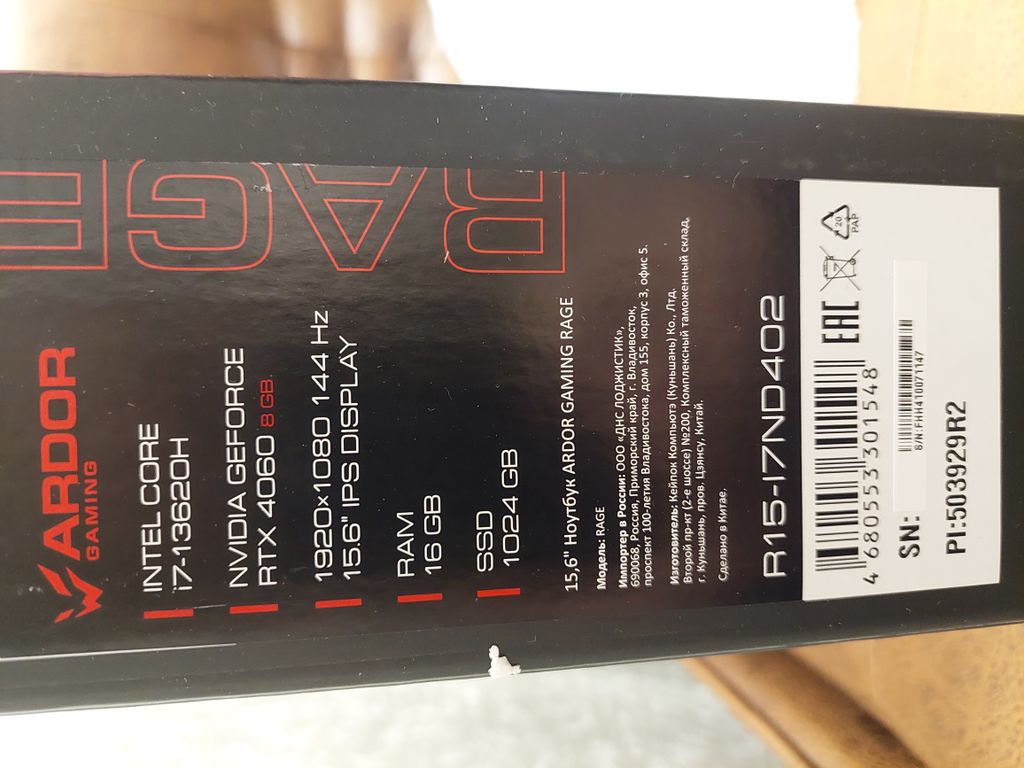 ARDOR
GAMING
RAGE
INTEL CORE
i7-13620H
NVIDIA GEFORCE
RTX 4060 8 GB
1920×1080 144 Hz
15.6" IPS DISPLAY
RAM
16 GB
SSD
1024 GB
15,6" Ноутбук ARDOR GAMING RAGE
Модель: RAGE
Импортер в России: ООО «ДНС ЛОДЖИСТИК»,
690068, Россия, Приморский край, г. Владивосток,
проспект 100-летия Владивостока, дом 155, корпус 3, офис 5.
Изготовитель: Кейпок Компьютэ (Куньшань) Ко., Лтд.
Второй пр-кт (2-е шоссе) №200, Комплексный таможенный склад,
г. Куньшань, пров. Цзянсу, Китай.
Сделано в Китае.
R15-I7ND402
EAC
20
PAP
4 680553 301548
SN:
S/N:FHH410071147
PI:503929R2